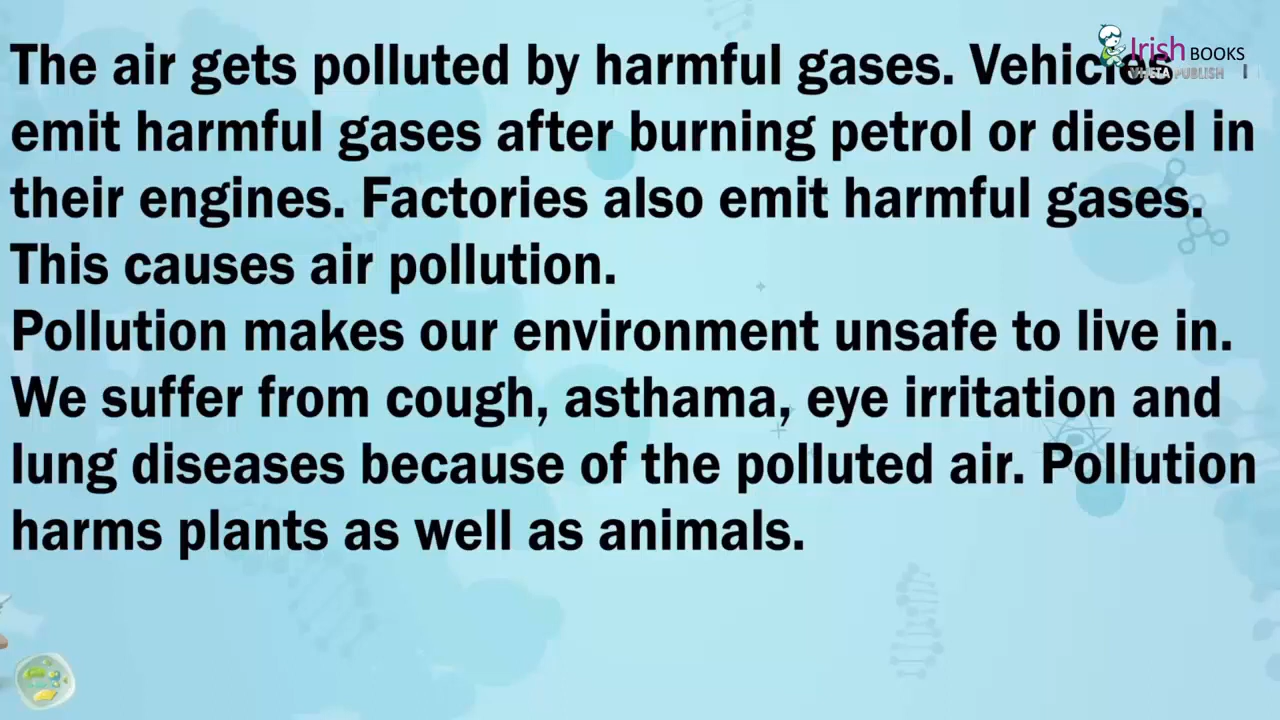 Irish BOOKS
PUBLISH
The air gets polluted by harmful gases. Vehicles
emit harmful gases after burning petrol or diesel in
their engines. Factories also emit harmful gases.
This causes air pollution.
Pollution makes our environment unsafe to live in.
We suffer from cough, asthama, eye irritation and
lung diseases because of the polluted air. Pollution
harms plants as well as animals.